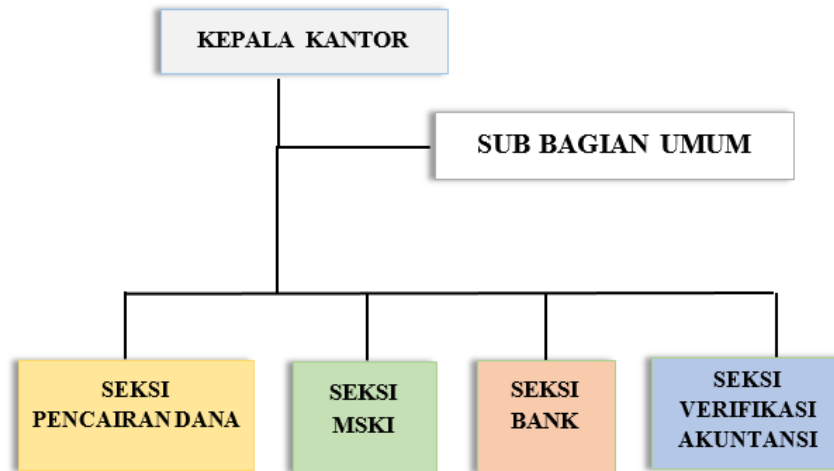 KEPALA KANTOR
SUB BAGIAN UMUM
SEKSI
PENCAIRAN DANA
SEKSI
MSKI
SEKSI
BANK
SEKSI
VERIFIKASI
AKUNTANSI